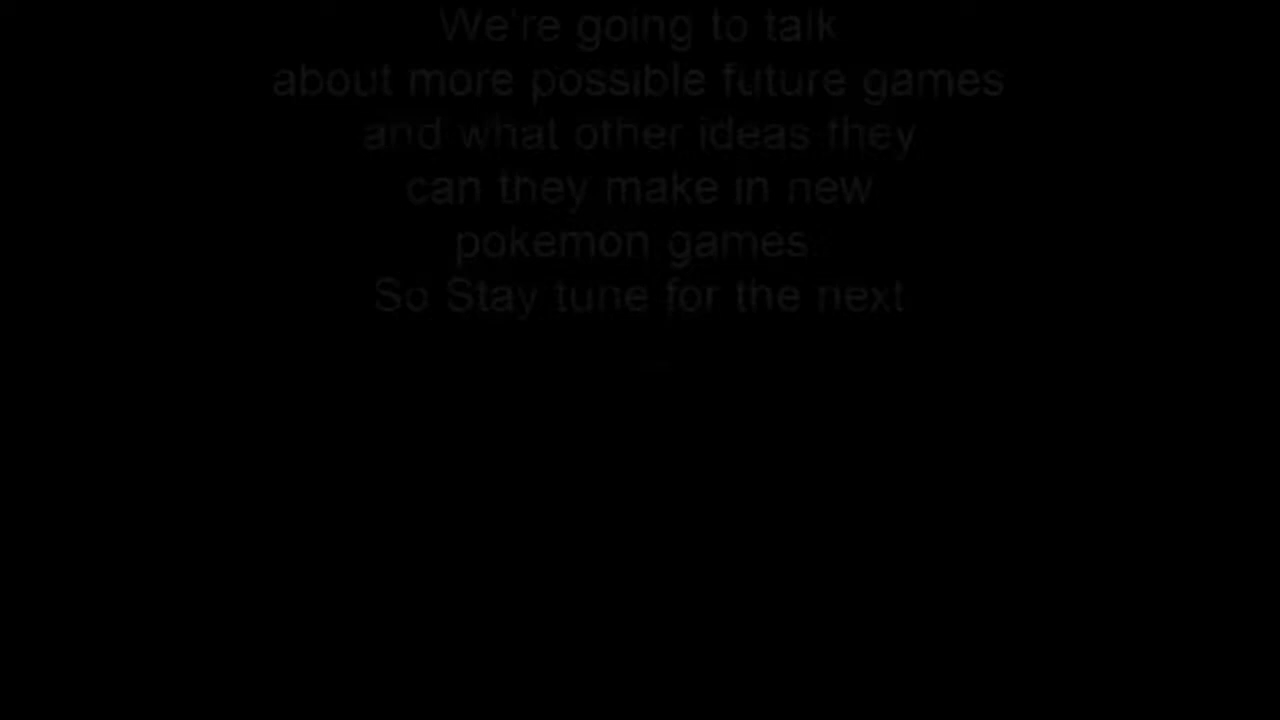 We're going to talk
about more possible future games
and what other ideas they
can they make in new
pokemon games
So Stay tune for the next